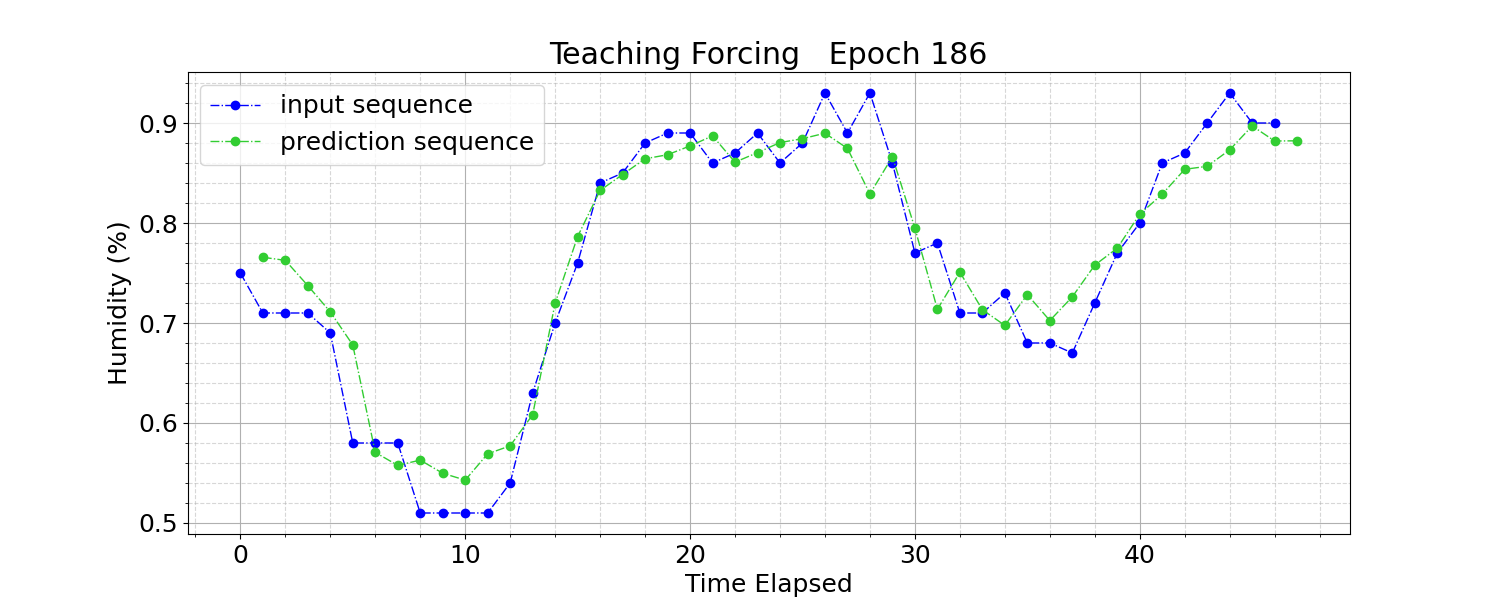 Teaching Forcing   Epoch 186
input sequence
prediction sequence
Humidity (%)
0.9
0.8
0.7
0.6
0.5
0 10 20 30 40
Time Elapsed